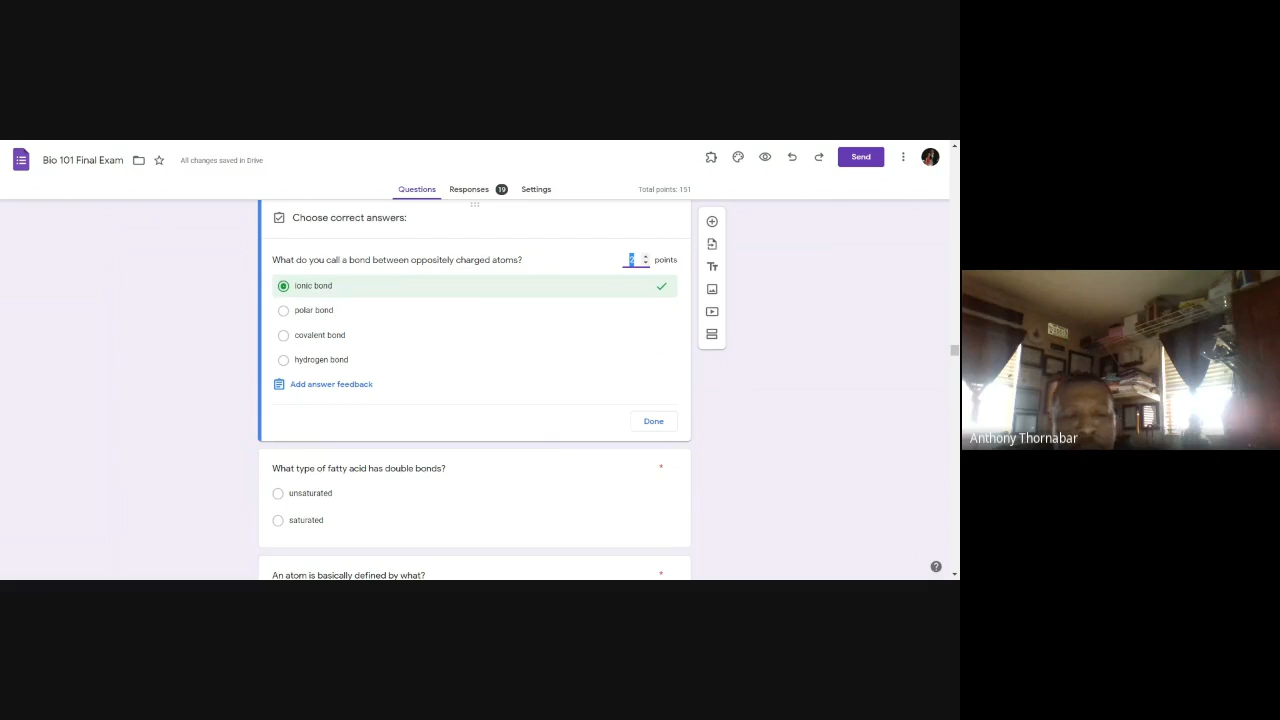 Bio 101 Final Exam
All changes saved in Drive
Send
Questions
Responses 19
Settings
Total points: 151
Choose correct answers:
What do you call a bond between oppositely charged atoms?
2 points
ionic bond
polar bond
covalent bond
hydrogen bond
Add answer feedback
Done
What type of fatty acid has double bonds? *
unsaturated
saturated
An atom is basically defined by what? *
Anthony Thornabar